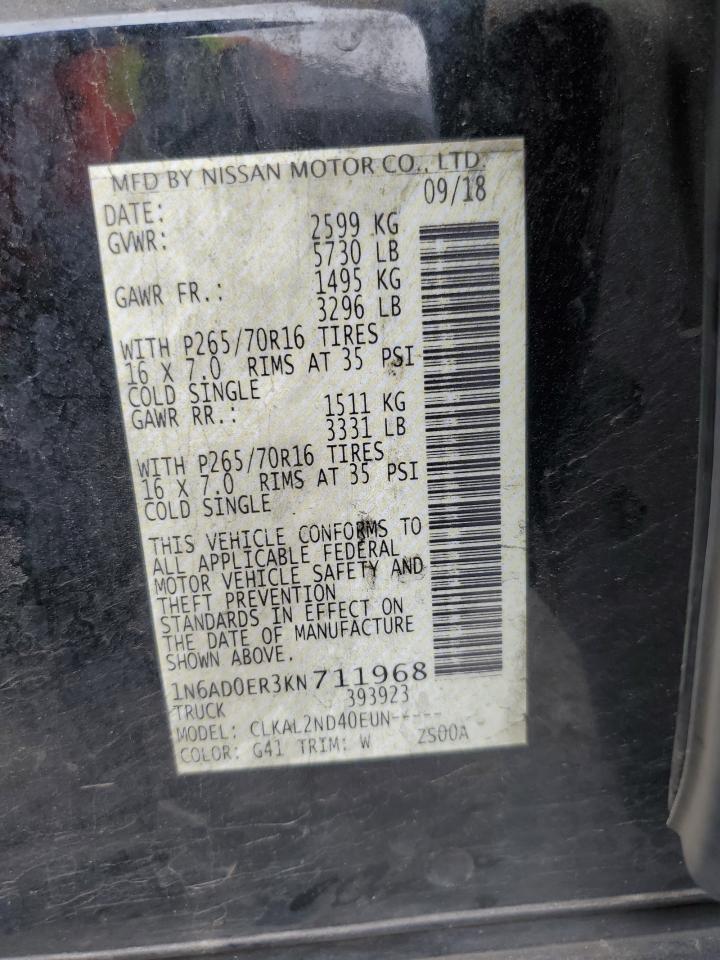 MFD BY NISSAN MOTOR CO., LTD.
DATE: 09/18
GVWR: 2599 KG
5730 LB
GAWR FR.: 1495 KG
3296 LB
WITH P265/70R16 TIRES
16 X 7.0 RIMS AT 35 PSI
COLD SINGLE
GAWR RR.: 1511 KG
3331 LB
WITH P265/70R16 TIRES
16 X 7.0 RIMS AT 35 PSI
COLD SINGLE
THIS VEHICLE CONFORMS TO
ALL APPLICABLE FEDERAL
MOTOR VEHICLE SAFETY AND
THEFT PREVENTION
STANDARDS IN EFFECT ON
THE DATE OF MANUFACTURE
SHOWN ABOVE.
1N6AD0ER3KN711968
TRUCK 393923
MODEL: CLKAL2ND40EUN-----
COLOR: G41 TRIM: W ZS00A